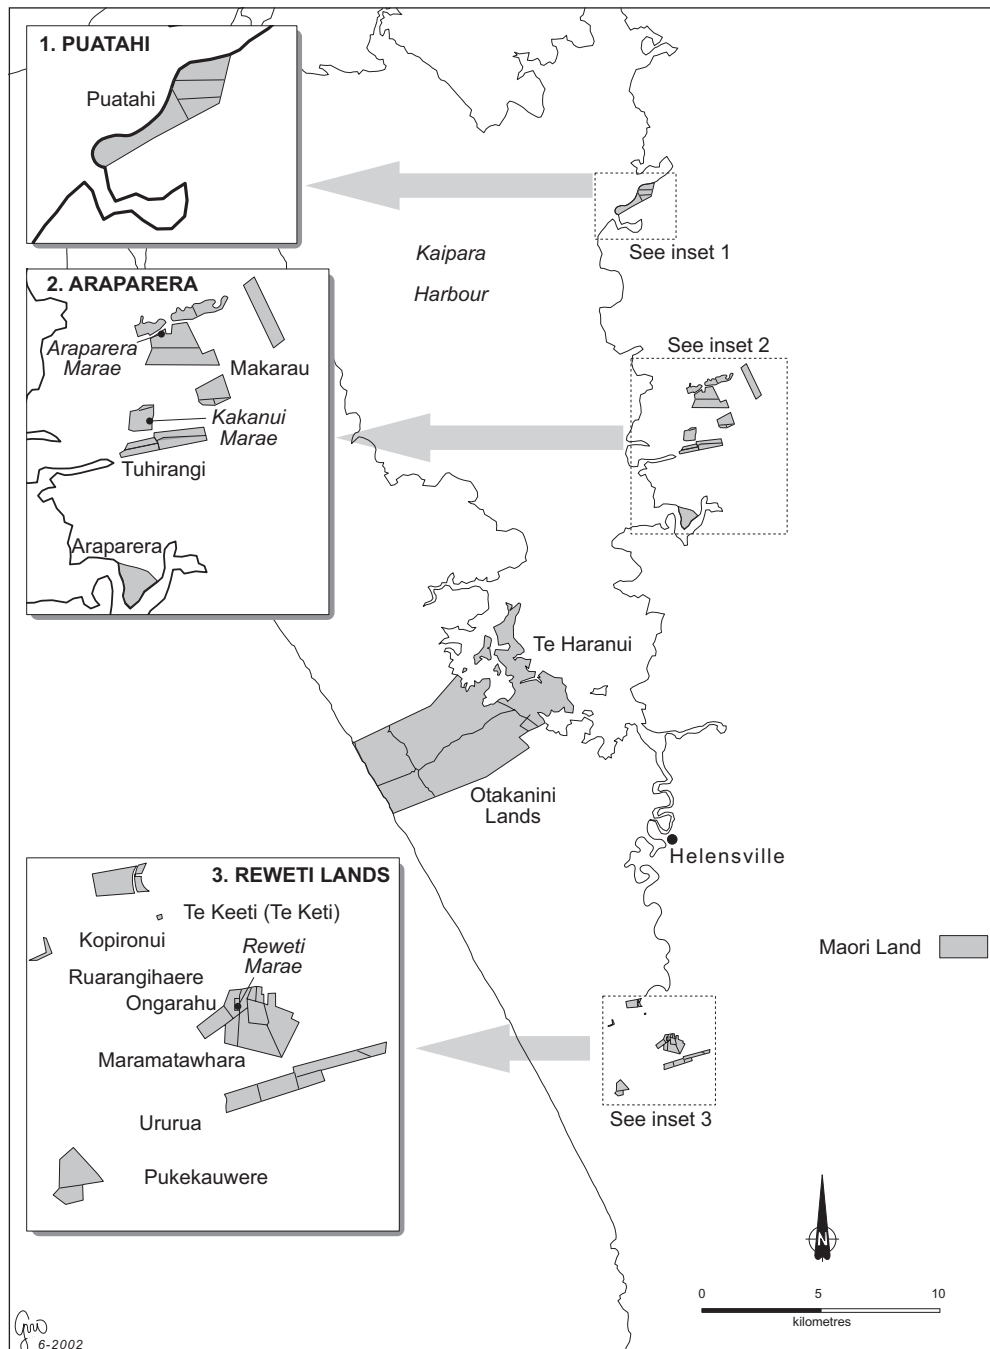 1. PUATAHI
Puatahi
Kaipara
Harbour
See inset 1
2. ARAPARERA
Araparera
Marae
Makarau
Kakanui
Marae
Tuhirangi
Araparera
See inset 2
Te Haranui
Otakanini
Lands
Helensville
3. REWETI LANDS
Te Keeti (Te Keti)
Kopironui
Reweti
Marae
Ruarangihaere
Ongarahu
Maramatawhara
Ururua
Pukekauwere
Maori Land
See inset 3
N
0 5 10
kilometres
6-2002